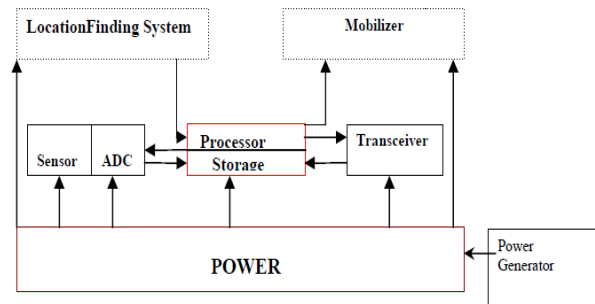 LocationFinding System
Mobilizer
Processor
Transceiver
Sensor
ADC
Storage
Power
Generator
POWER